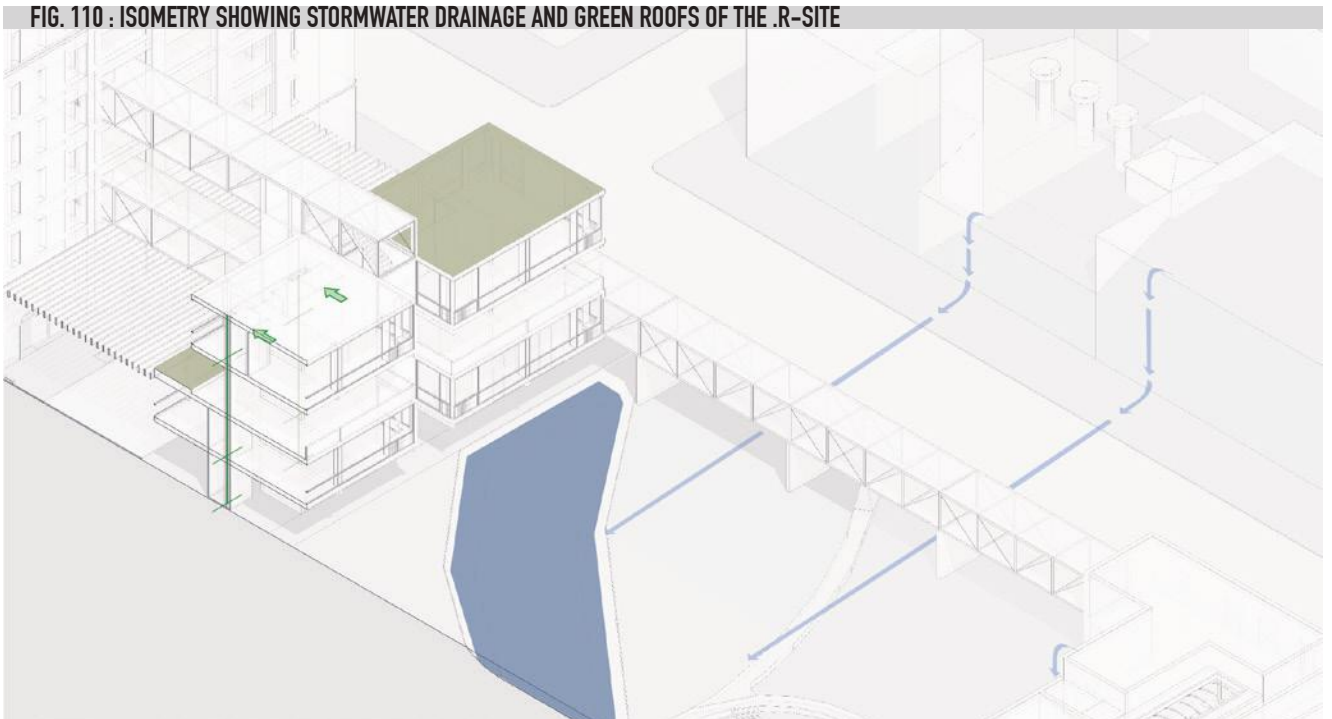 FIG. 110 : ISOMETRY SHOWING STORMWATER DRAINAGE AND GREEN ROOFS OF THE .R-SITE